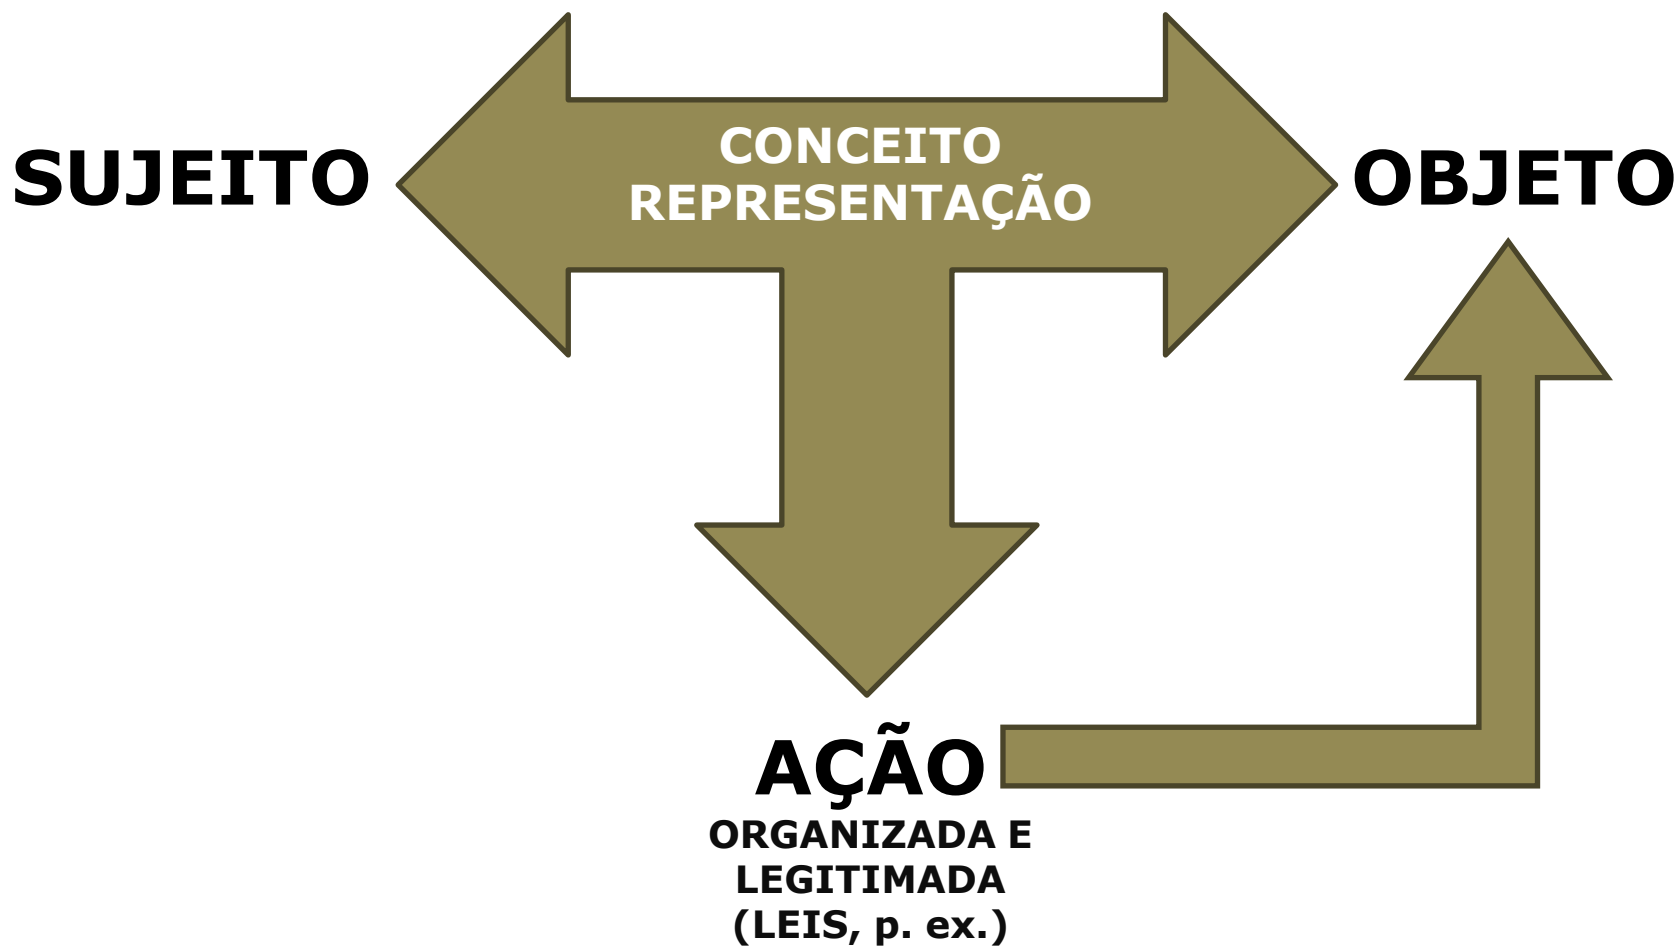 SUJEITO
CONCEITO
REPRESENTAÇÃO
OBJETO
AÇÃO
ORGANIZADA E
LEGITIMADA
(LEIS, p. ex.)